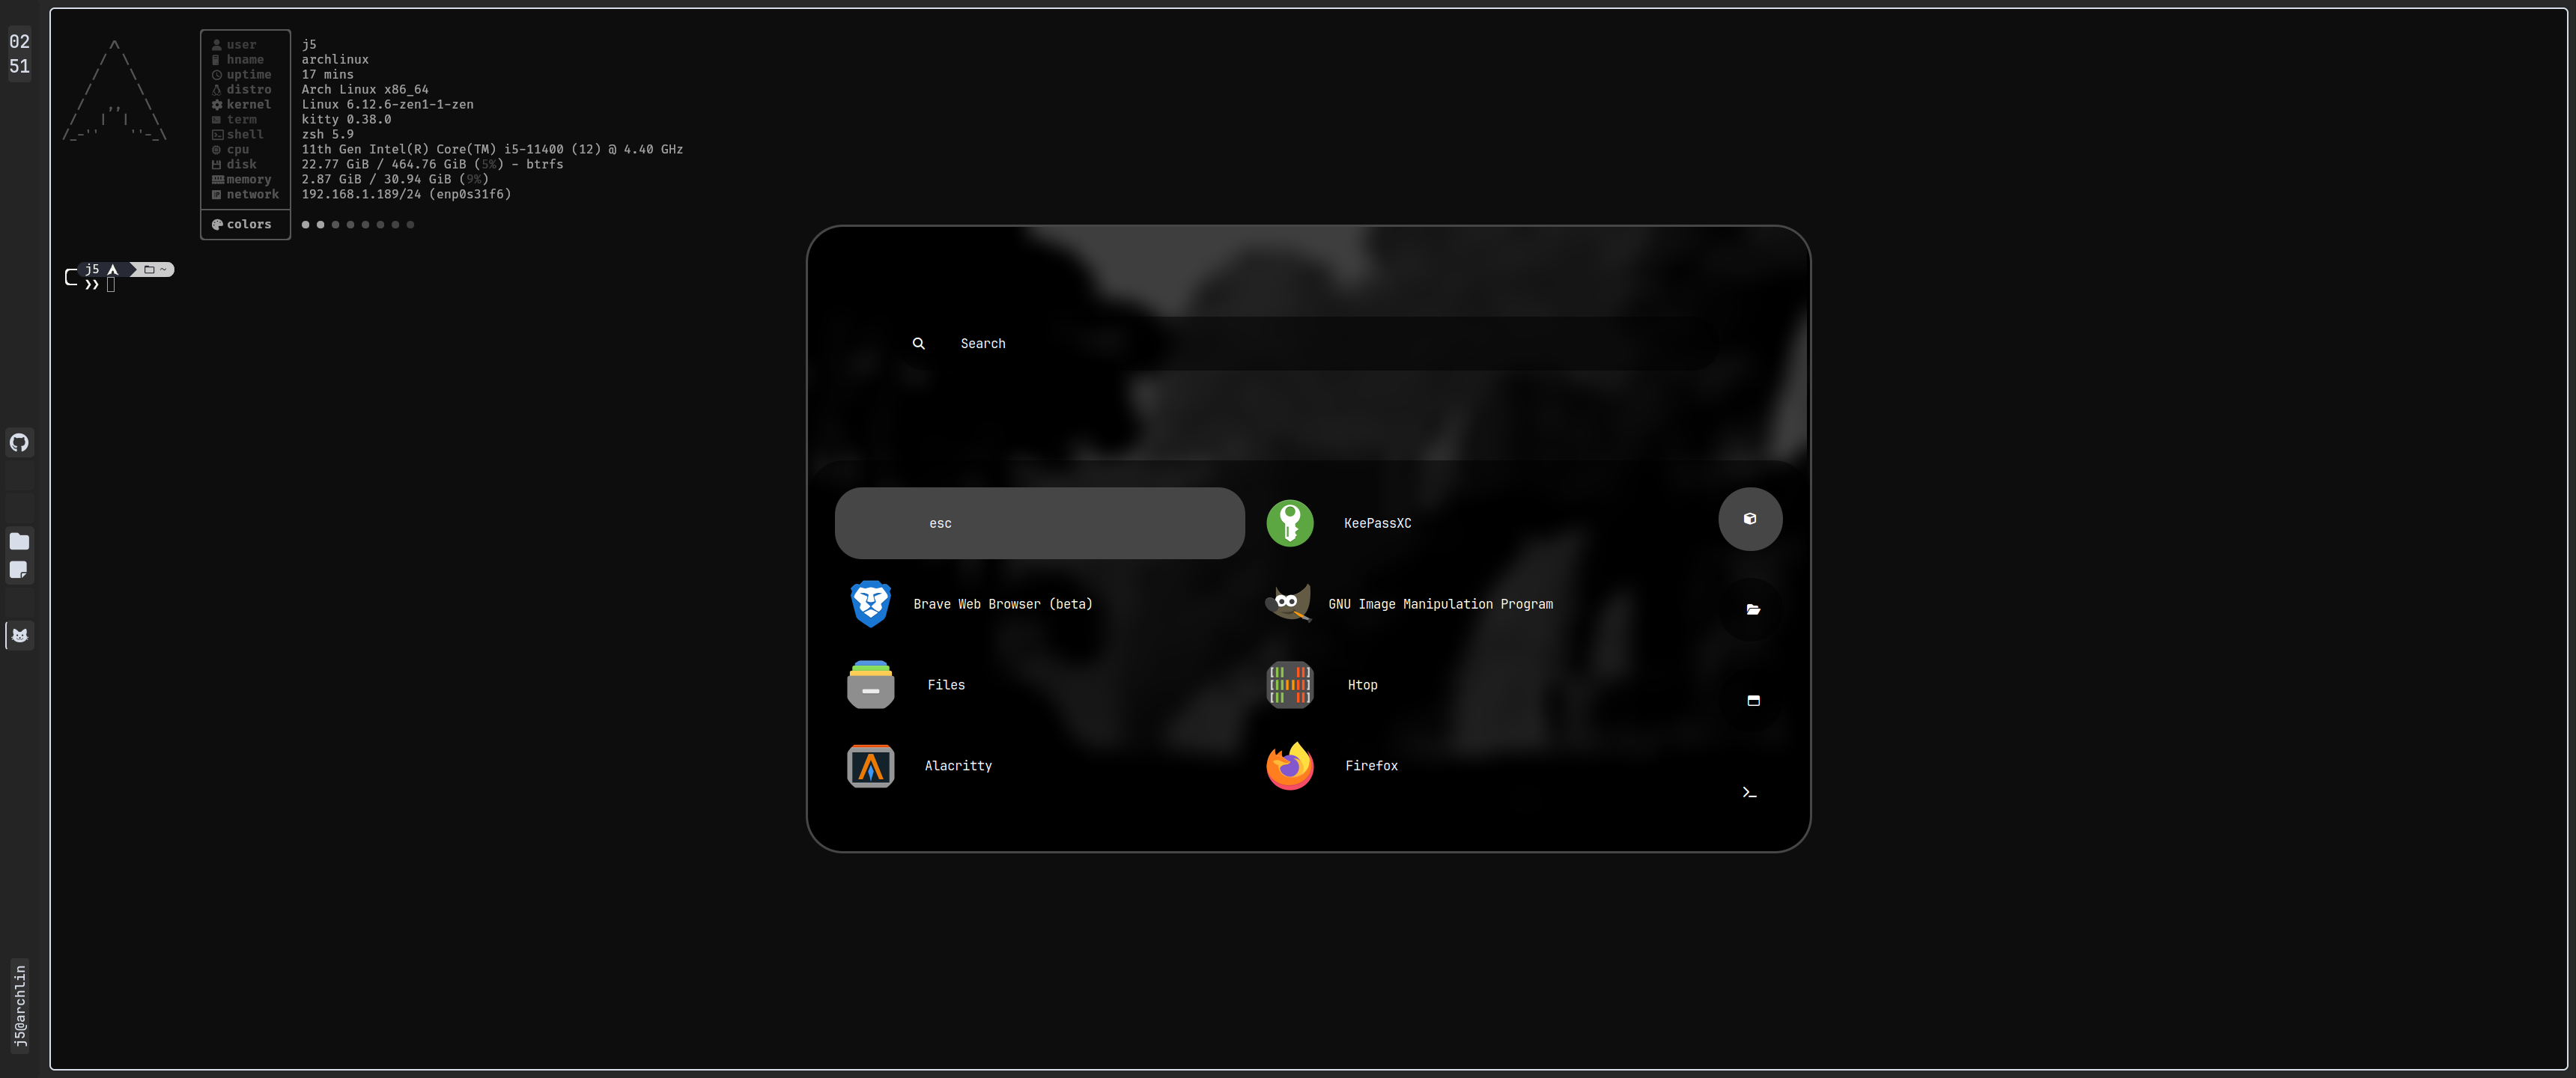 02
51
user j5
hname archlinux
uptime 17 mins
distro Arch Linux x86_64
kernel Linux 6.12.6-zen1-1-zen
term kitty 0.38.0
shell zsh 5.9
cpu 11th Gen Intel(R) Core(TM) i5-11400 (12) @ 4.40 GHz
disk 22.77 GiB / 464.76 GiB (5%) - btrfs
memory 2.87 GiB / 30.94 GiB (9%)
network 192.168.1.189/24 (enp0s31f6)
colors
j5 ~
❯❯
Search
esc
KeePassXC
Brave Web Browser (beta)
GNU Image Manipulation Program
Files
Htop
Alacritty
Firefox
j5@archlin